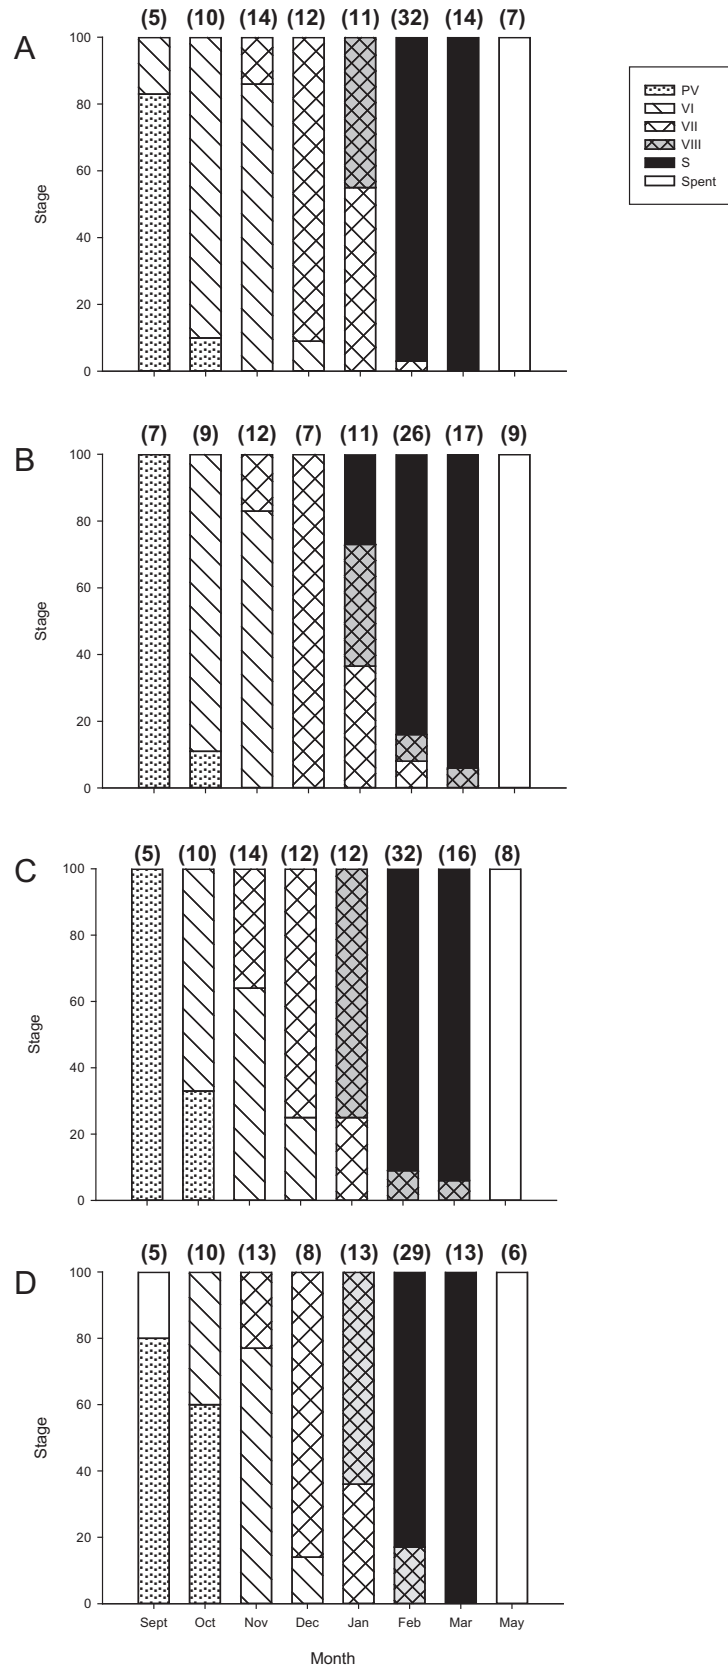 (5) (10) (14) (12) (11) (32) (14) (7)
A
100
80
60
40
20
0
Stage
PV
VI
VII
VIII
S
Spent
(7) (9) (12) (7) (11) (26) (17) (9)
B
100
80
60
40
20
0
Stage
(5) (10) (14) (12) (12) (32) (16) (8)
C
100
80
60
40
20
0
Stage
(5) (10) (13) (8) (13) (29) (13) (6)
D
100
80
60
40
20
0
Stage
Sept Oct Nov Dec Jan Feb Mar May
Month